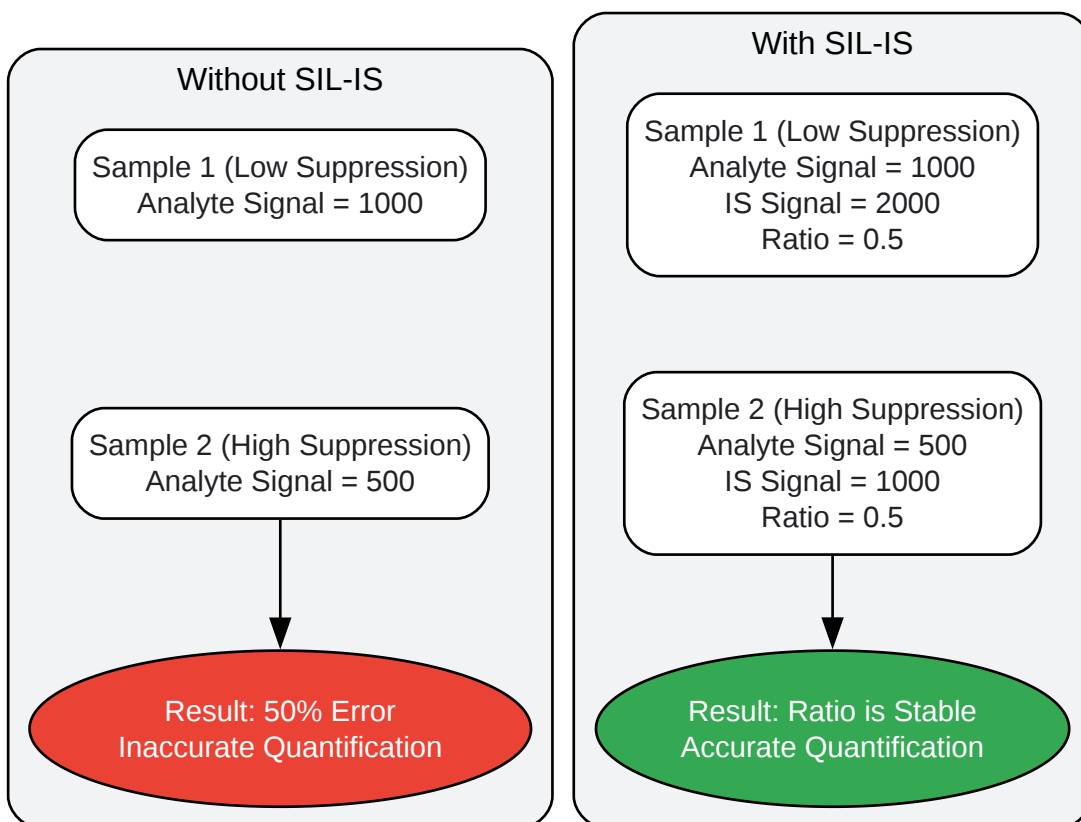 Without SIL-IS
Sample 1 (Low Suppression)
Analyte Signal = 1000
Sample 2 (High Suppression)
Analyte Signal = 500
Result: 50% Error
Inaccurate Quantification
With SIL-IS
Sample 1 (Low Suppression)
Analyte Signal = 1000
IS Signal = 2000
Ratio = 0.5
Sample 2 (High Suppression)
Analyte Signal = 500
IS Signal = 1000
Ratio = 0.5
Result: Ratio is Stable
Accurate Quantification